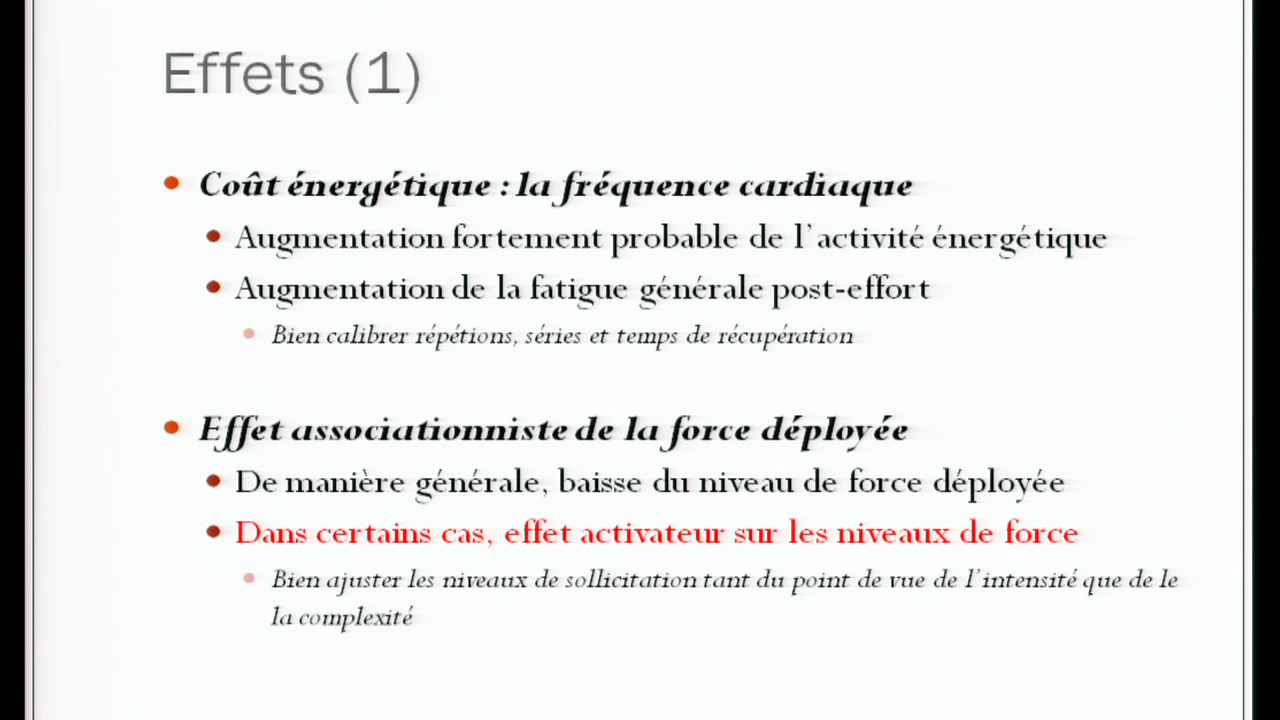 Effets (1)
Coût énergétique : la fréquence cardiaque
Augmentation fortement probable de l'activité énergétique
Augmentation de la fatigue générale post-effort
Bien calibrer répétions, séries et temps de récupération
Effet associationniste de la force déployée
De manière générale, baisse du niveau de force déployée
Dans certains cas, effet activateur sur les niveaux de force
Bien ajuster les niveaux de sollicitation tant du point de vue de l'intensité que de le
la complexité